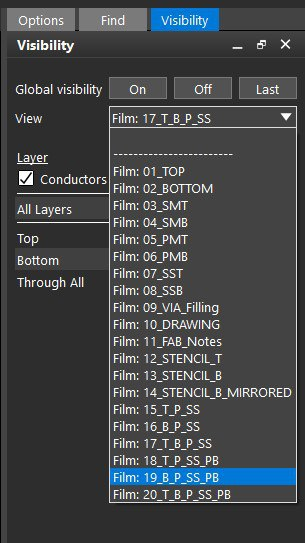 Options Find Visibility
Visibility
Global visibility On Off Last
View Film: 17_T_B_P_SS
-------------------------
Layer
Conductors
All Layers
Top
Bottom
Through All
Film: 01_TOP
Film: 02_BOTTOM
Film: 03_SMT
Film: 04_SMB
Film: 05_PMT
Film: 06_PMB
Film: 07_SST
Film: 08_SSB
Film: 09_VIA_Filling
Film: 10_DRAWING
Film: 11_FAB_Notes
Film: 12_STENCIL_T
Film: 13_STENCIL_B
Film: 14_STENCIL_B_MIRRORED
Film: 15_T_P_SS
Film: 16_B_P_SS
Film: 17_T_B_P_SS
Film: 18_T_P_SS_PB
Film: 19_B_P_SS_PB
Film: 20_T_B_P_SS_PB